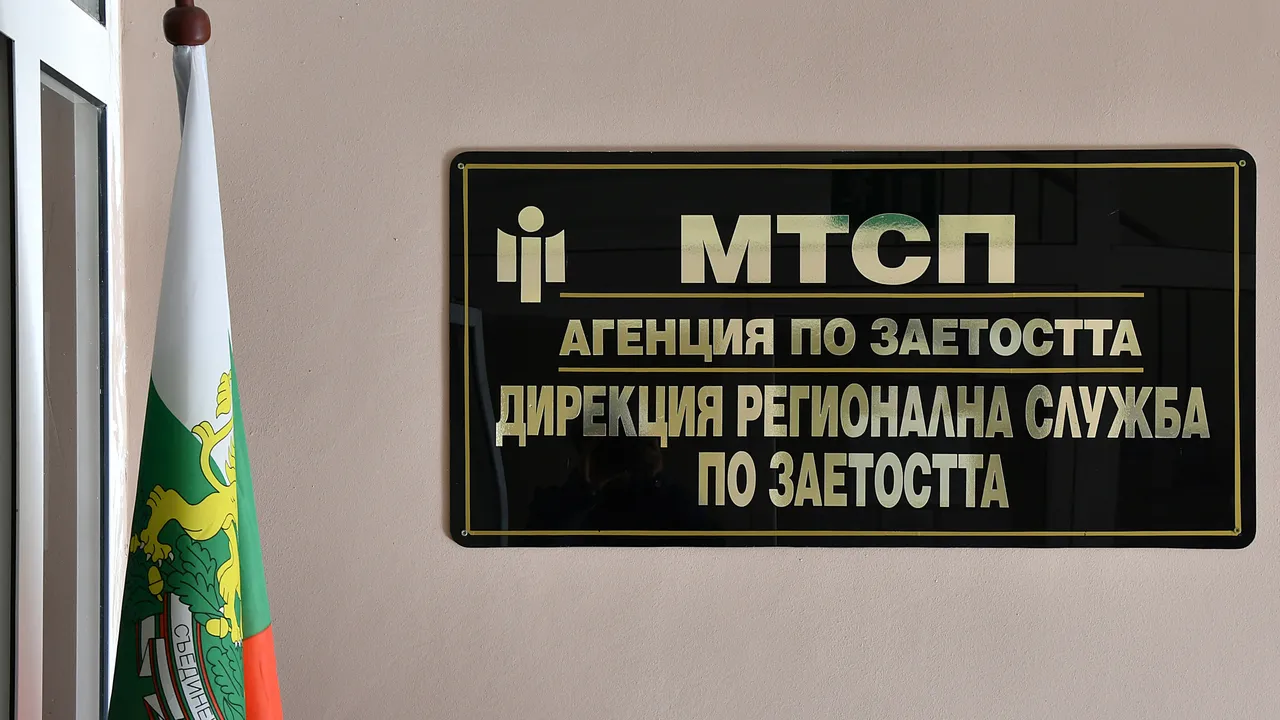 МТСП
АГЕНЦИЯ ПО ЗАЕТОСТТА
ДИРЕКЦИЯ РЕГИОНАЛНА СЛУЖБА
ПО ЗАЕТОСТТА